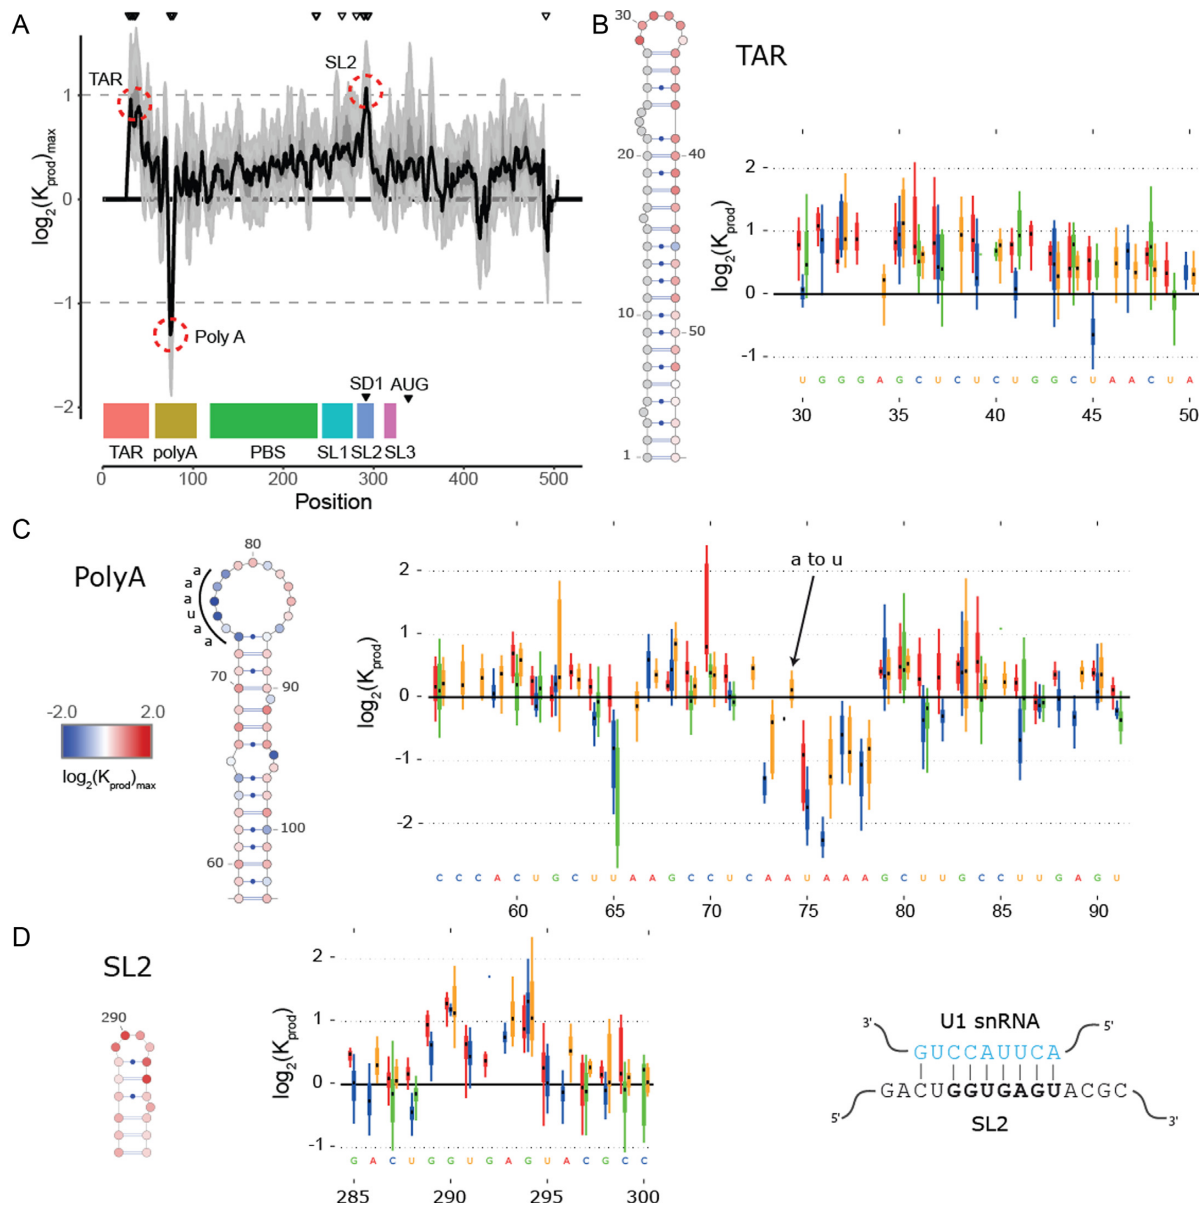 A
TAR
SL2
Poly A
SD1
AUG
log2(Kprod)max
1
0
−1
−2
TAR
polyA
PBS
SL1
SL2
SL3
0
100
200
300
400
500
Position
B
TAR
30
20
40
10
50
1
log2(Kprod)
2
1
0
-1
U G G G A G C U C U C U G G C U A A C U A
30 35 40 45 50
C
PolyA
80
a
a
a
u
a
a
70
90
100
60
-2.0 2.0
log2(Kprod)max
log2(Kprod)
2
1
0
-1
-2
a to u
C C C A C U G C U U A A G C C U C A A U A A A G C U U G C C U U G A G U
60 65 70 75 80 85 90
D
SL2
290
log2(Kprod)
2
1
0
-1
G A C U G G U G A G U A C G C C
285 290 295 300
U1 snRNA
3' 5'
GUCCAUUCA
GACUGGUGAGUACGC
5' 3'
SL2